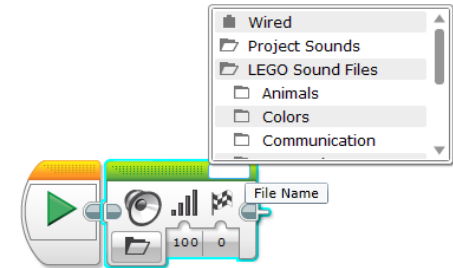 Wired
Project Sounds
LEGO Sound Files
Animals
Colors
Communication
File Name
100 0